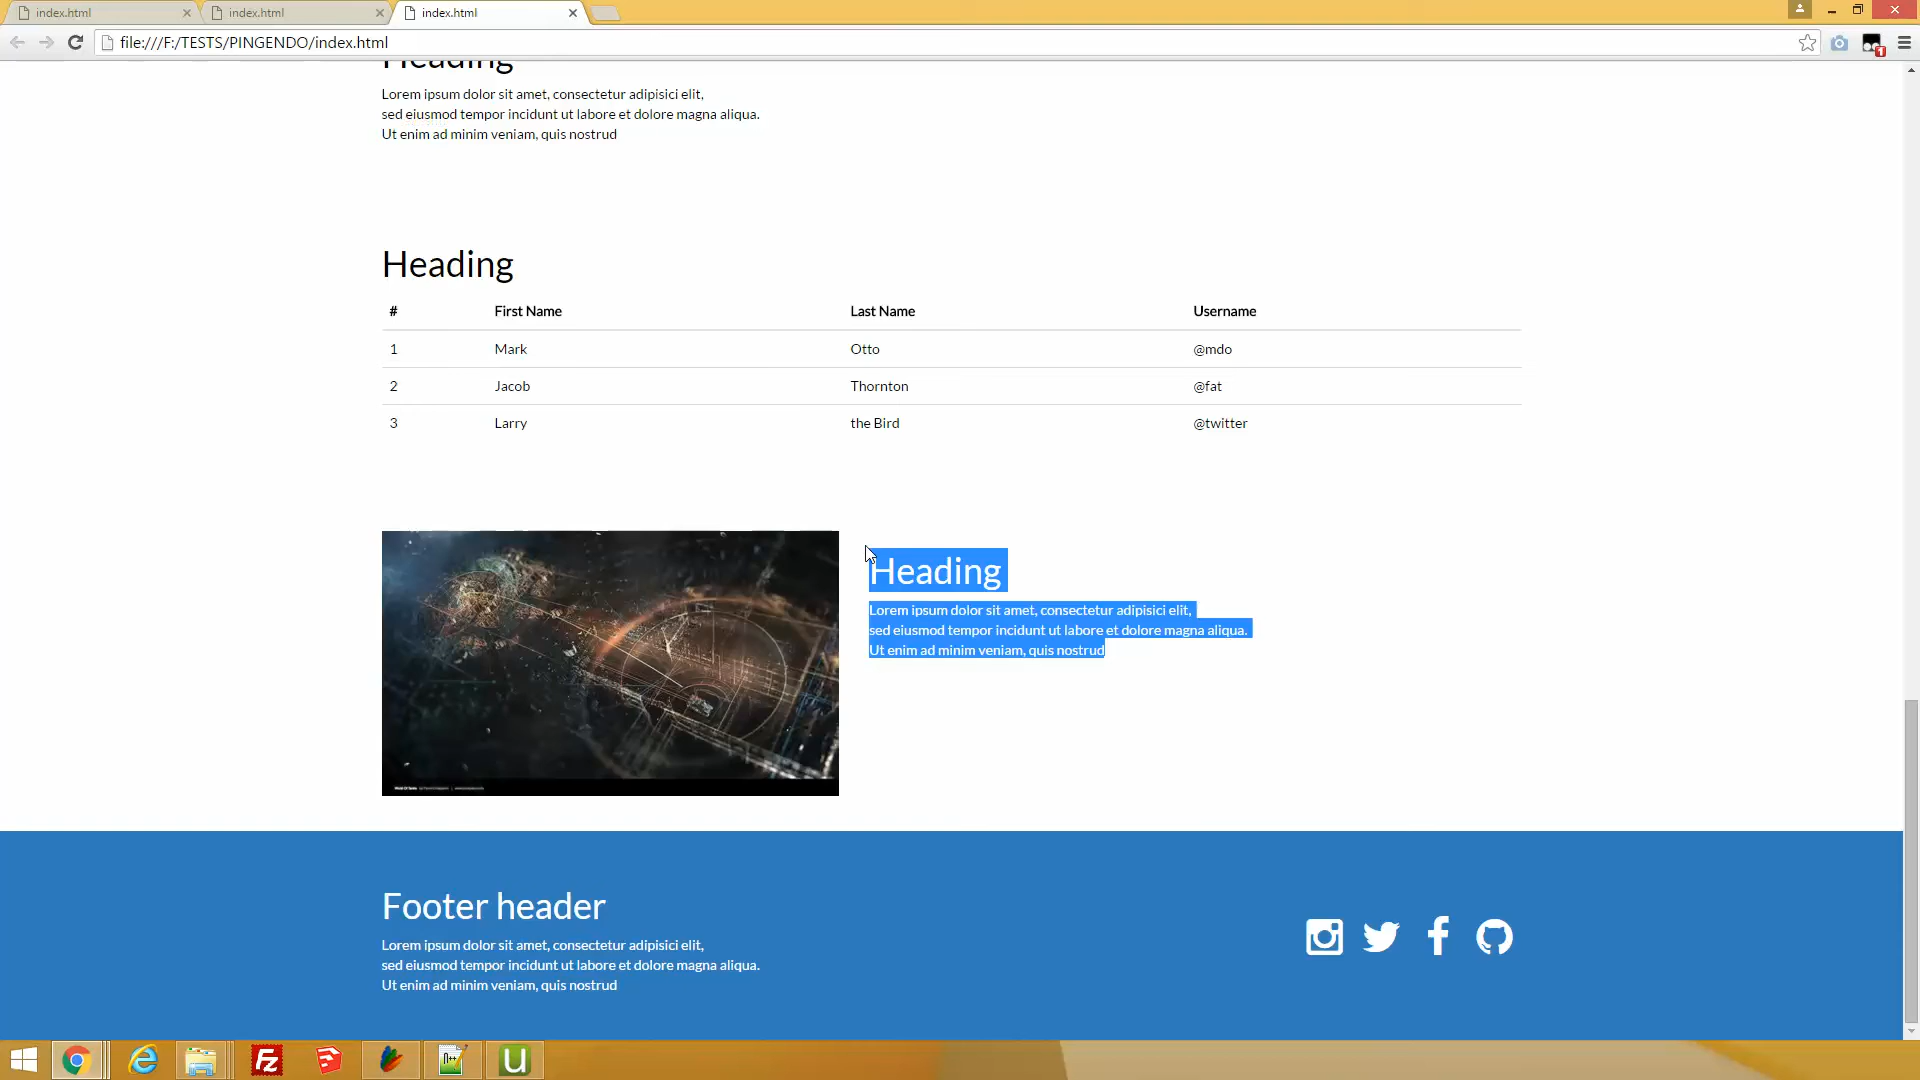 index.html
index.html
index.html
file:///F:/TESTS/PINGENDO/index.html
1
Heading
Lorem ipsum dolor sit amet, consectetur adipisici elit,
sed eiusmod tempor incidunt ut labore et dolore magna aliqua.
Ut enim ad minim veniam, quis nostrud
Heading
# First Name Last Name Username
1 Mark Otto @mdo
2 Jacob Thornton @fat
3 Larry the Bird @twitter
Heading
Lorem ipsum dolor sit amet, consectetur adipisici elit,
sed eiusmod tempor incidunt ut labore et dolore magna aliqua.
Ut enim ad minim veniam, quis nostrud
Footer header
Lorem ipsum dolor sit amet, consectetur adipisici elit,
sed eiusmod tempor incidunt ut labore et dolore magna aliqua.
Ut enim ad minim veniam, quis nostrud